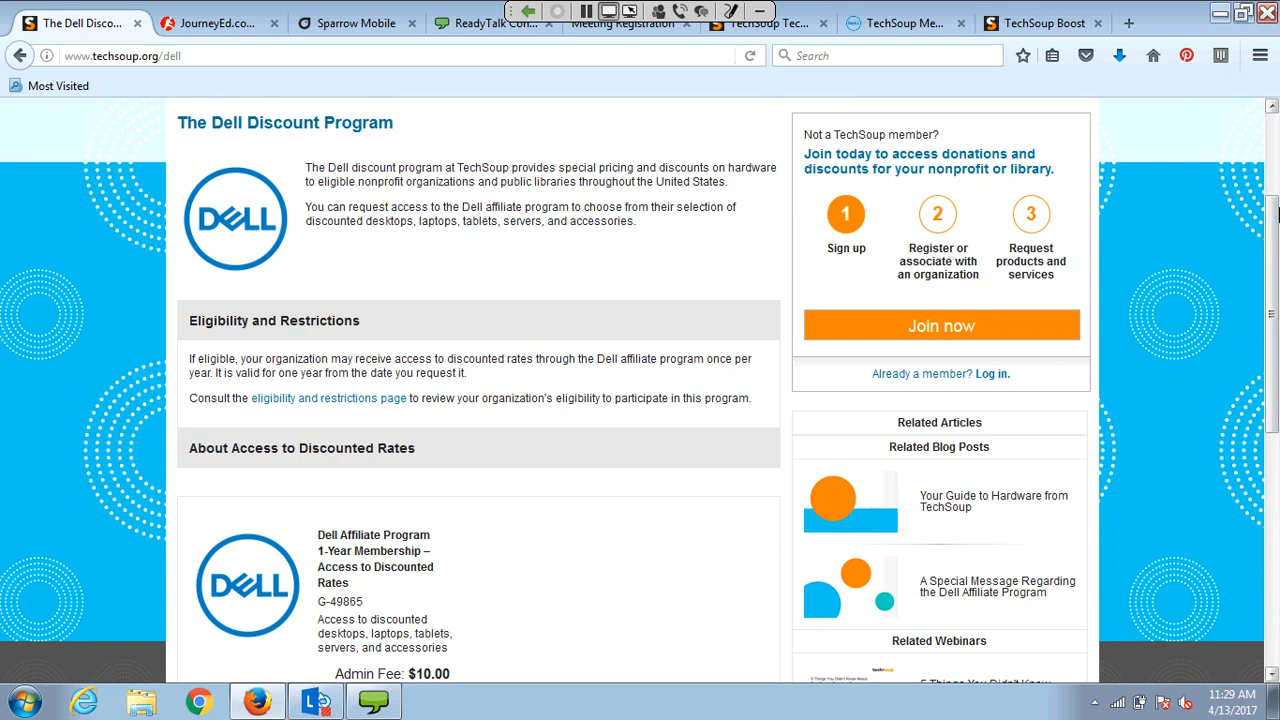 The Dell Disco...
JourneyEd.co...
Sparrow Mobile
ReadyTalk Con...
Meeting Registration
TechSoup Tec...
TechSoup Me...
TechSoup Boost
www.techsoup.org/dell
Search
Most Visited
The Dell Discount Program
DELL
The Dell discount program at TechSoup provides special pricing and discounts on hardware
to eligible nonprofit organizations and public libraries throughout the United States.
You can request access to the Dell affiliate program to choose from their selection of
discounted desktops, laptops, tablets, servers, and accessories.
Eligibility and Restrictions
If eligible, your organization may receive access to discounted rates through the Dell affiliate program once per
year. It is valid for one year from the date you request it.
Consult the eligibility and restrictions page to review your organization's eligibility to participate in this program.
About Access to Discounted Rates
DELL
Dell Affiliate Program
1-Year Membership –
Access to Discounted
Rates
G-49865
Access to discounted
desktops, laptops, tablets,
servers, and accessories
Admin Fee: $10.00
Not a TechSoup member?
Join today to access donations and
discounts for your nonprofit or library.
1
2
3
Sign up
Register or
associate with
an organization
Request
products and
services
Join now
Already a member? Log in.
Related Articles
Related Blog Posts
Your Guide to Hardware from
TechSoup
A Special Message Regarding
the Dell Affiliate Program
Related Webinars
techsoup
5 Things You Didn't Know
11:29 AM
4/13/2017